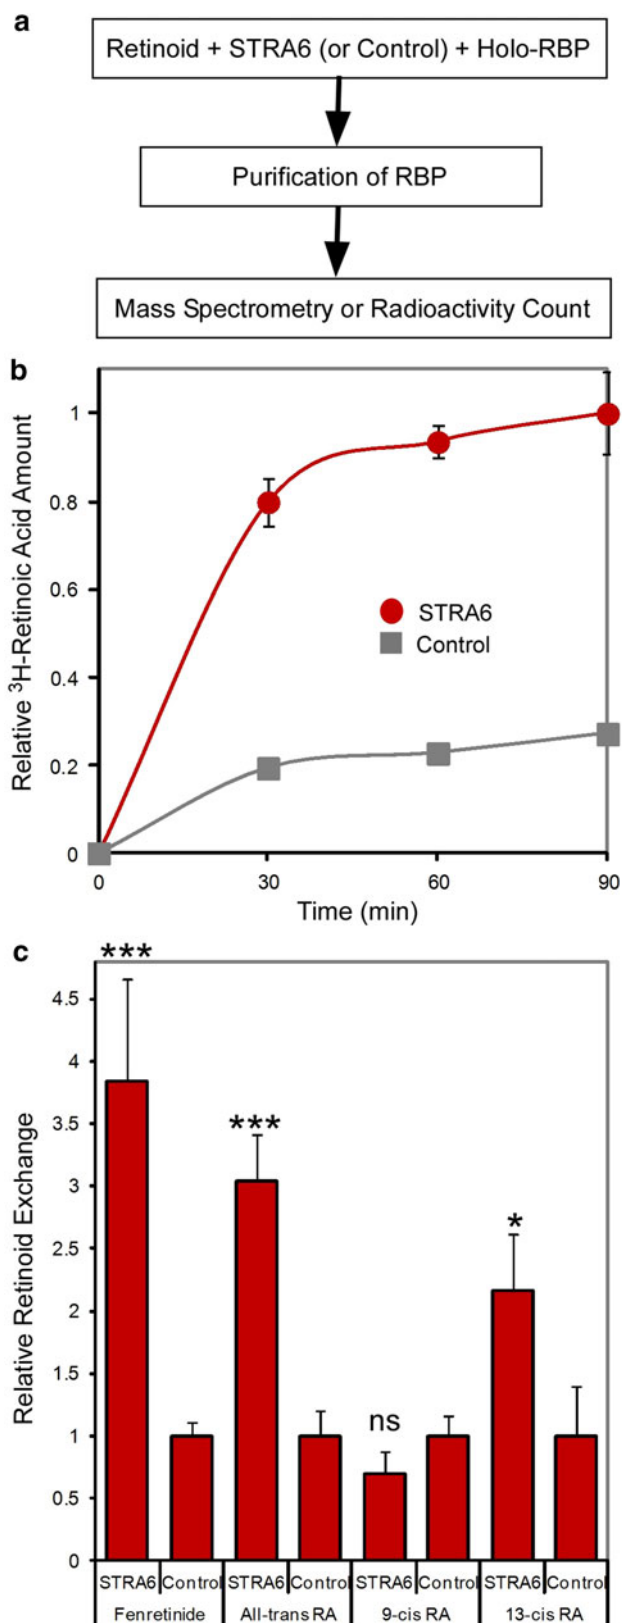 a
Retinoid + STRA6 (or Control) + Holo-RBP
Purification of RBP
Mass Spectrometry or Radioactivity Count
b
Relative ³H-Retinoic Acid Amount
1
0.8
0.6
0.4
0.2
0
STRA6
Control
0 30 60 90
Time (min)
c
Relative Retinoid Exchange
4.5
4
3.5
3
2.5
2
1.5
1
0.5
0
***
***
ns
*
STRA6 Control STRA6 Control STRA6 Control STRA6 Control
Fenretinide All-trans RA 9-cis RA 13-cis RA